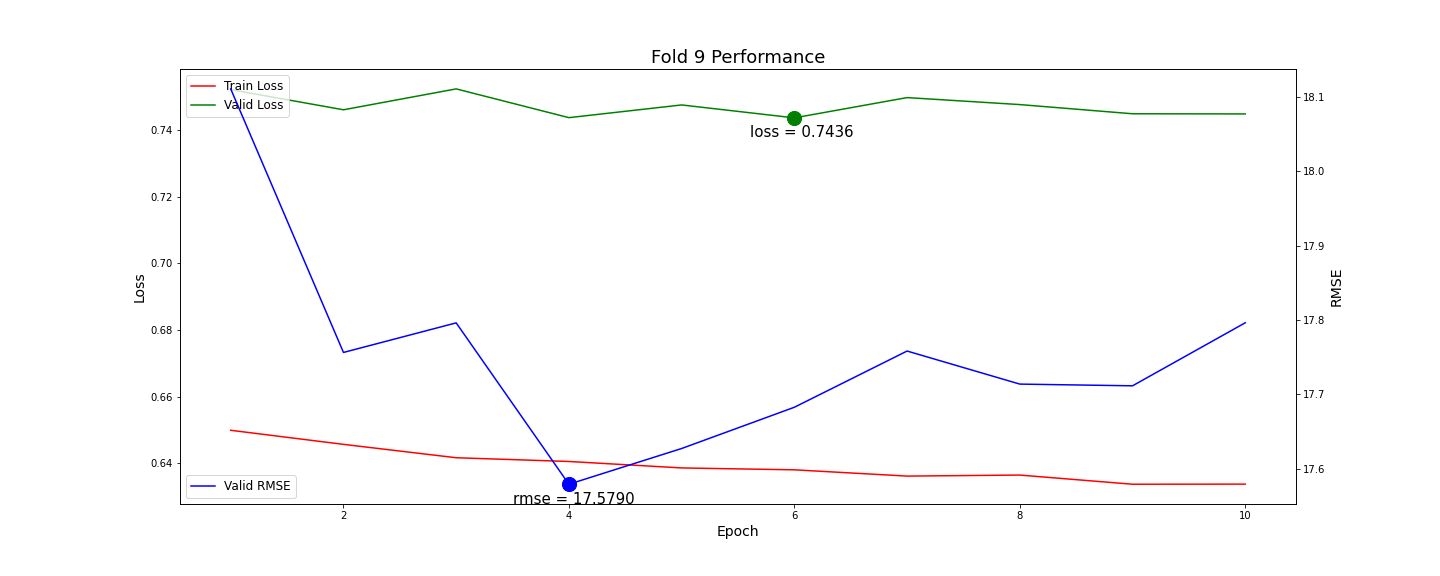 Fold 9 Performance
Train Loss
Valid Loss
loss = 0.7436
rmse = 17.5790
Valid RMSE
Loss
0.74
0.72
0.70
0.68
0.66
0.64
RMSE
18.1
18.0
17.9
17.8
17.7
17.6
2 4 6 8 10
Epoch